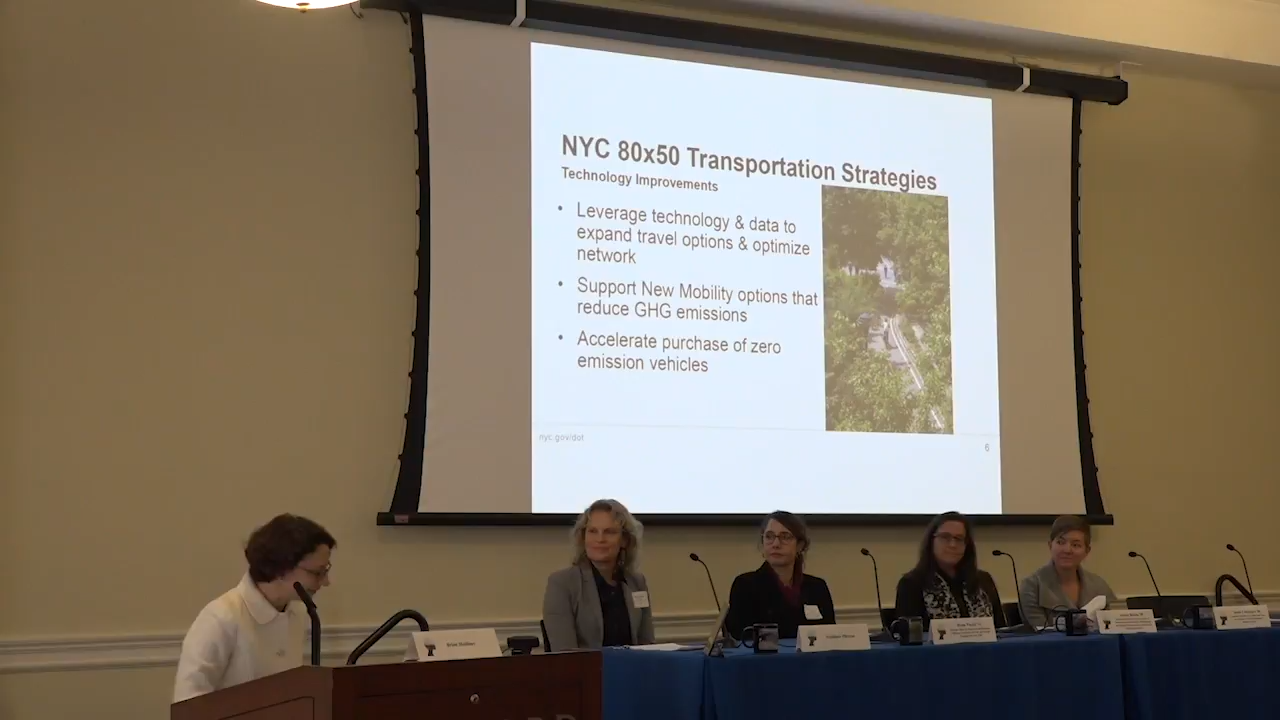 NYC 80x50 Transportation Strategies
Technology Improvements
• Leverage technology & data to
expand travel options & optimize
network
• Support New Mobility options that
reduce GHG emissions
• Accelerate purchase of zero
emission vehicles
nyc.gov/dot
6